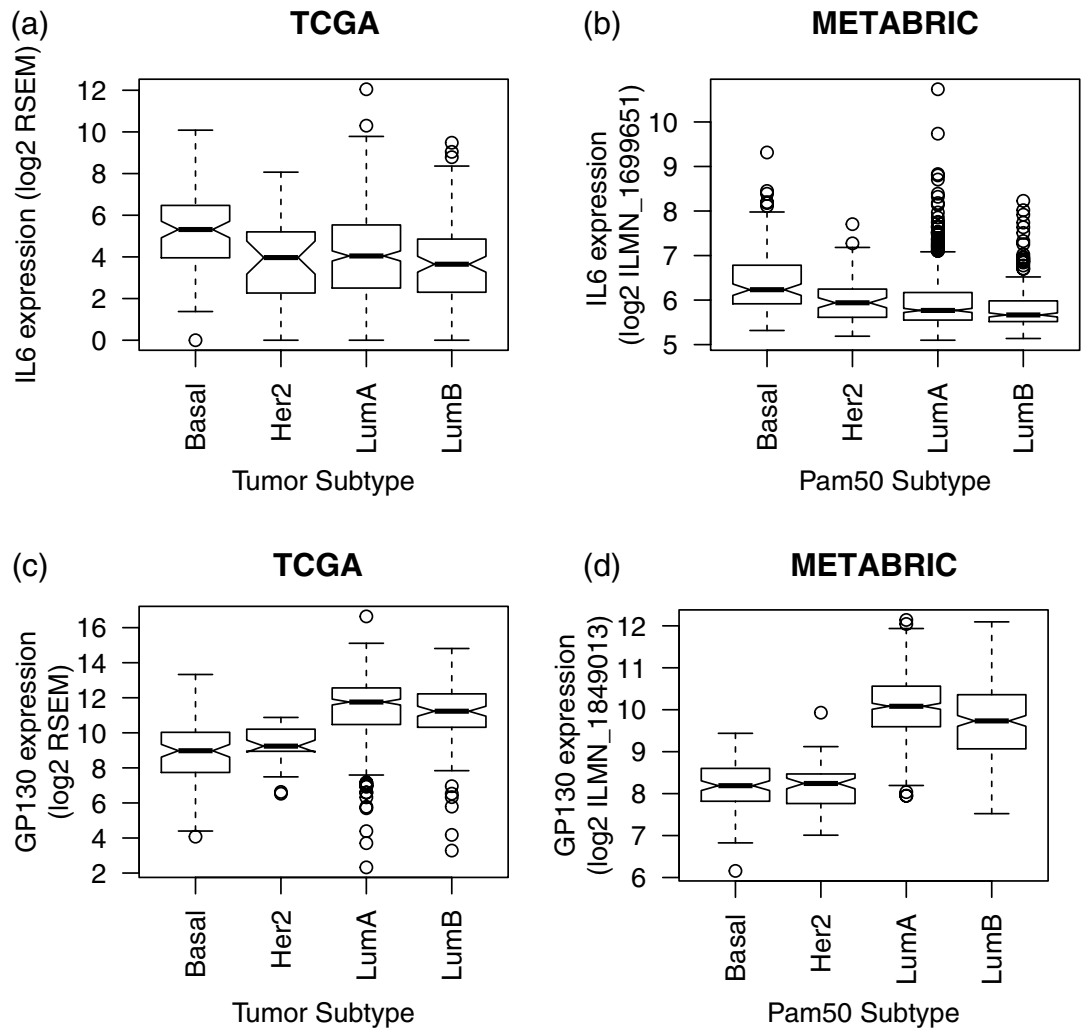 (a)
TCGA
IL6 expression (log2 RSEM)
12
10
8
6
4
2
0
Basal
Her2
LumA
LumB
Tumor Subtype
(b)
METABRIC
IL6 expression
(log2 ILMN_1699651)
10
9
8
7
6
5
Basal
Her2
LumA
LumB
Pam50 Subtype
(c)
TCGA
GP130 expression
(log2 RSEM)
16
14
12
10
8
6
4
2
Basal
Her2
LumA
LumB
Tumor Subtype
(d)
METABRIC
GP130 expression
(log2 ILMN_1849013)
12
11
10
9
8
7
6
Basal
Her2
LumA
LumB
Pam50 Subtype